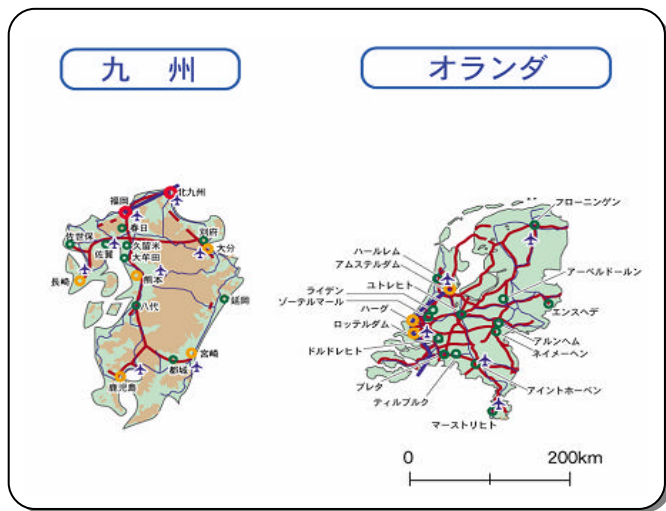 九 州
オランダ
北九州
福岡
春日
佐世保
佐賀
久留米
大牟田
別府
大分
長崎
熊本
八代
延岡
宮崎
都城
鹿児島
フローニンゲン
ハールレム
アムステルダム
アーペルドールン
ユトレヒト
ライデン
ゾーテルマール
エンスヘデ
ハーグ
ロッテルダム
アルンヘム
ネイメーヘン
ドルドレヒト
ブレタ
アイントホーベン
ティルブルク
マーストリヒト
0 200km